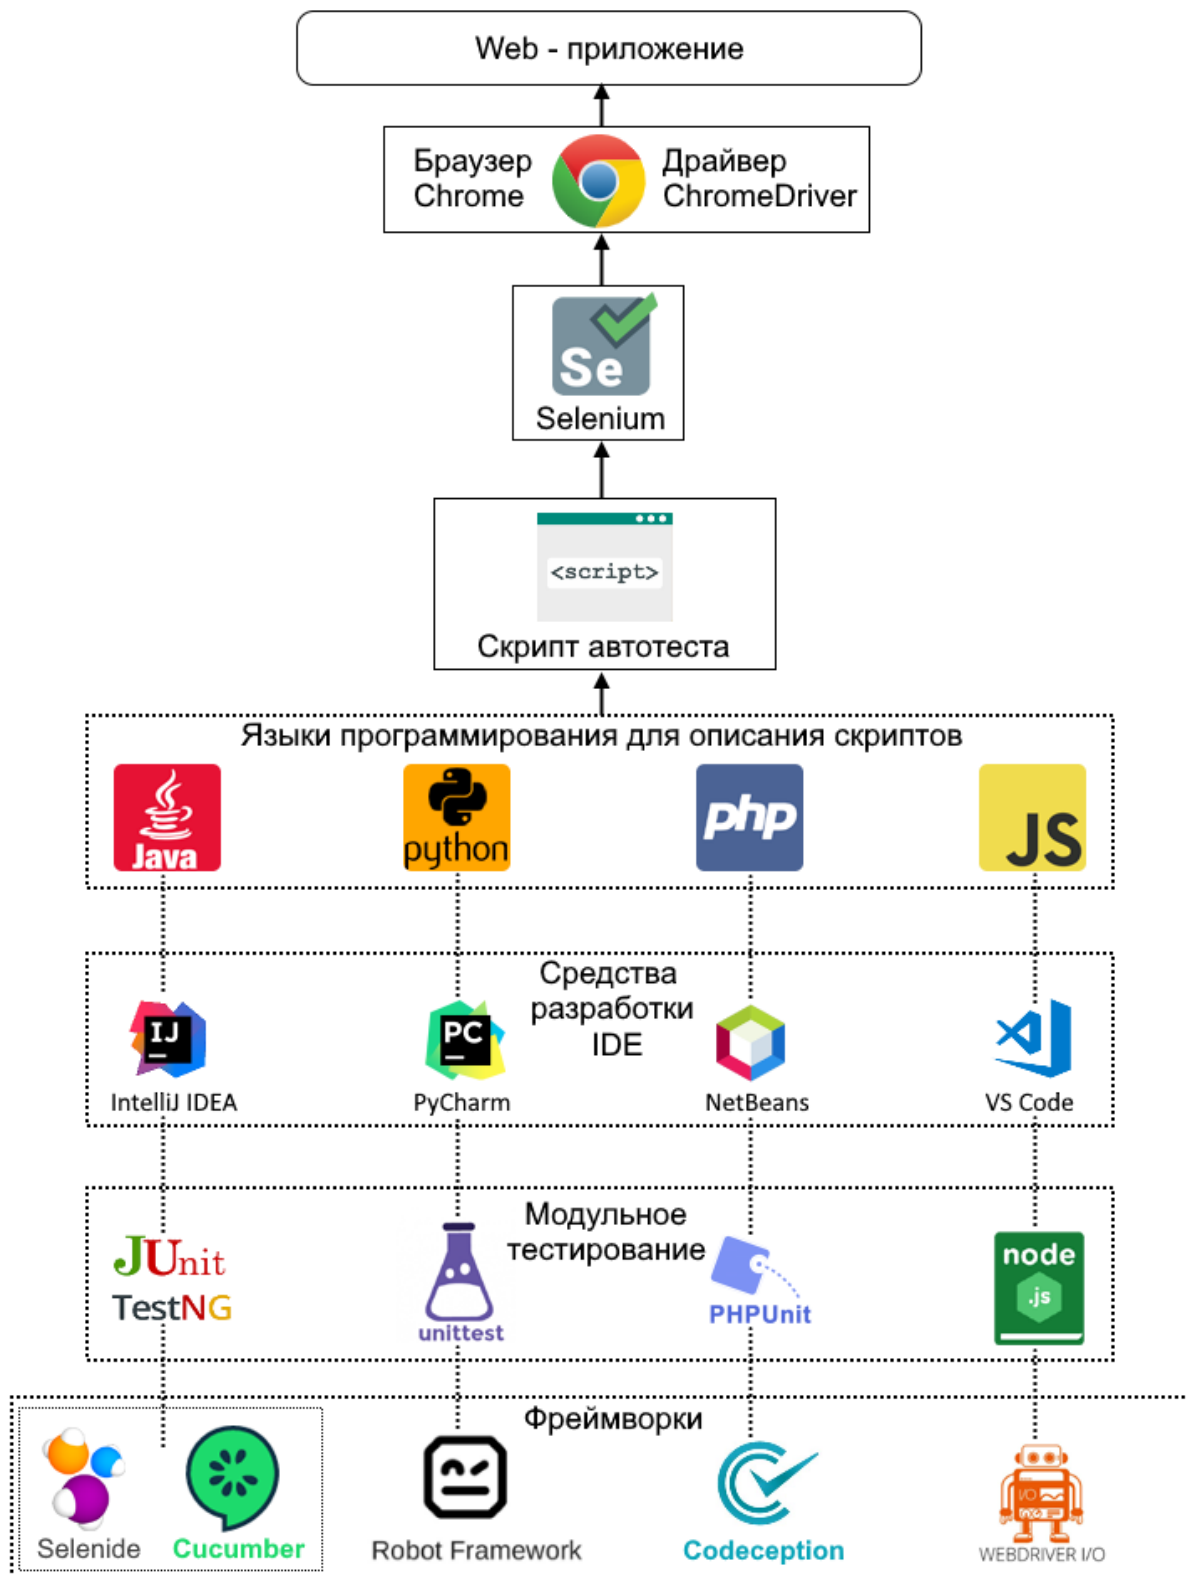 Web - приложение
Браузер
Chrome
Драйвер
ChromeDriver
Se
Selenium
<script>
Скрипт автотеста
Языки программирования для описания скриптов
Java
python
php
JS
Средства
разработки
IDE
IJ
PC
IntelliJ IDEA
PyCharm
NetBeans
VS Code
Модульное
тестирование
JUnit
TestNG
unittest
PHPUnit
node
.js
Фреймворки
I/O
Selenide
Cucumber
Robot Framework
Codeception
WEBDRIVER I/O